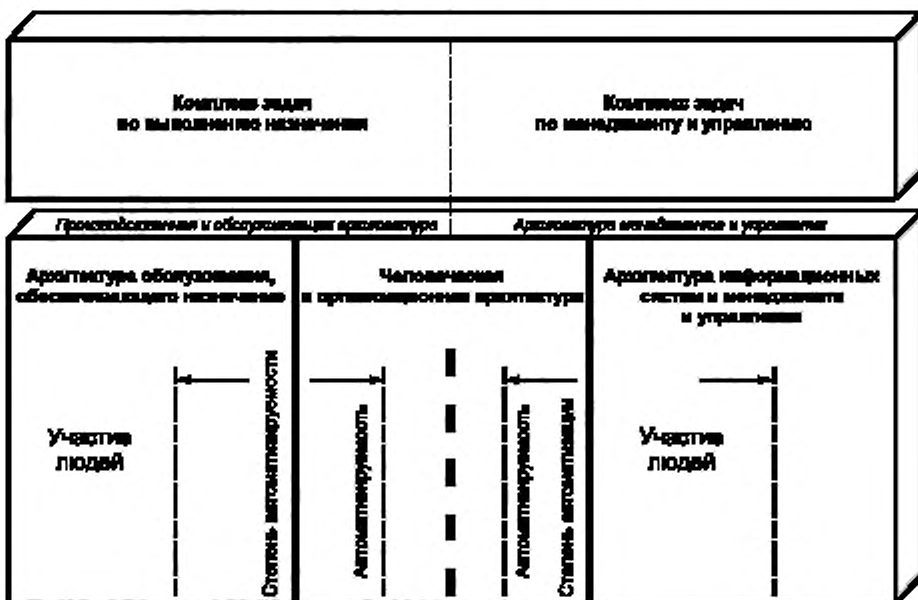 Комплекс задач
по выполнению назначения
Комплекс задач
по менеджменту и управлению
Производственная и обслуживающая архитектура
Архитектура менеджмента и управления
Архитектура обслуживания,
обеспечивающего назначение
Человеческая
и организационная архитектура
Архитектура информационных
систем и менеджмента
и управления
Участие
людей
Степень автоматизируемости
Автоматизируемость
Автоматизируемость
Степень автоматизации
Участие
людей